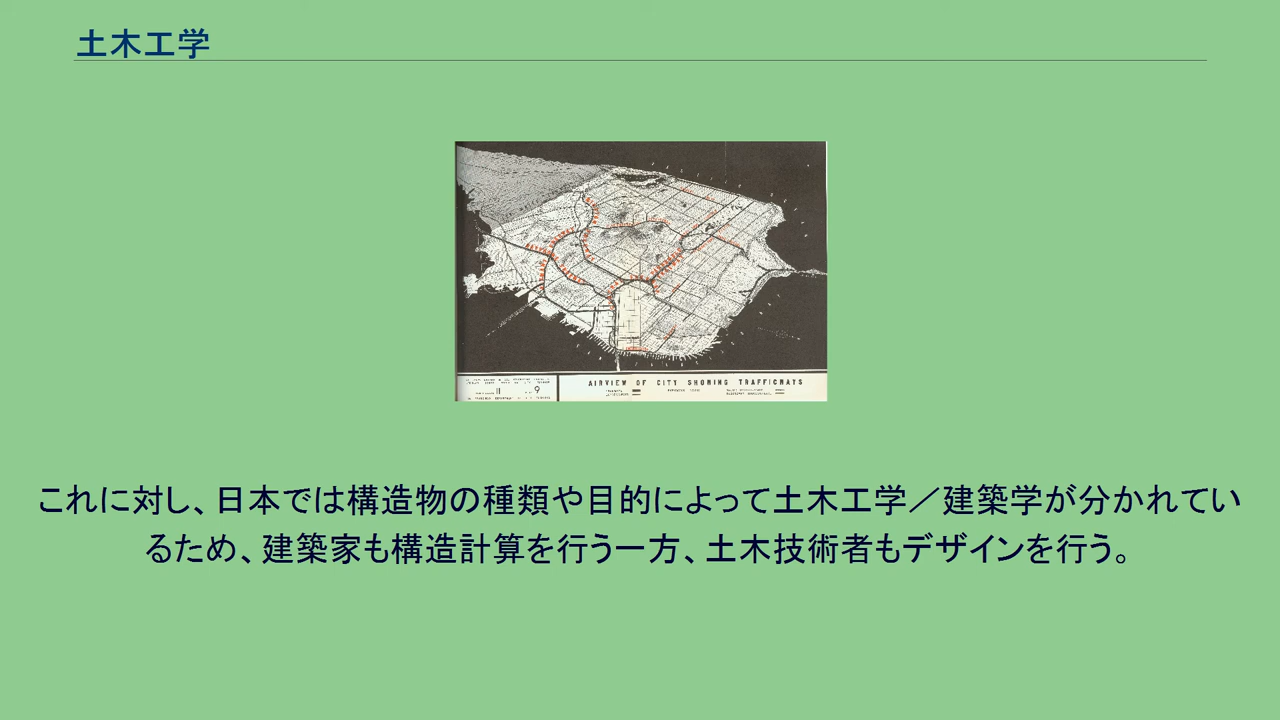 土木工学
AIRVIEW OF CITY SHOWING TRAFFICWAYS
11
9
これに対し、日本では構造物の種類や目的によって土木工学／建築学が分かれてい
るため、建築家も構造計算を行う一方、土木技術者もデザインを行う。